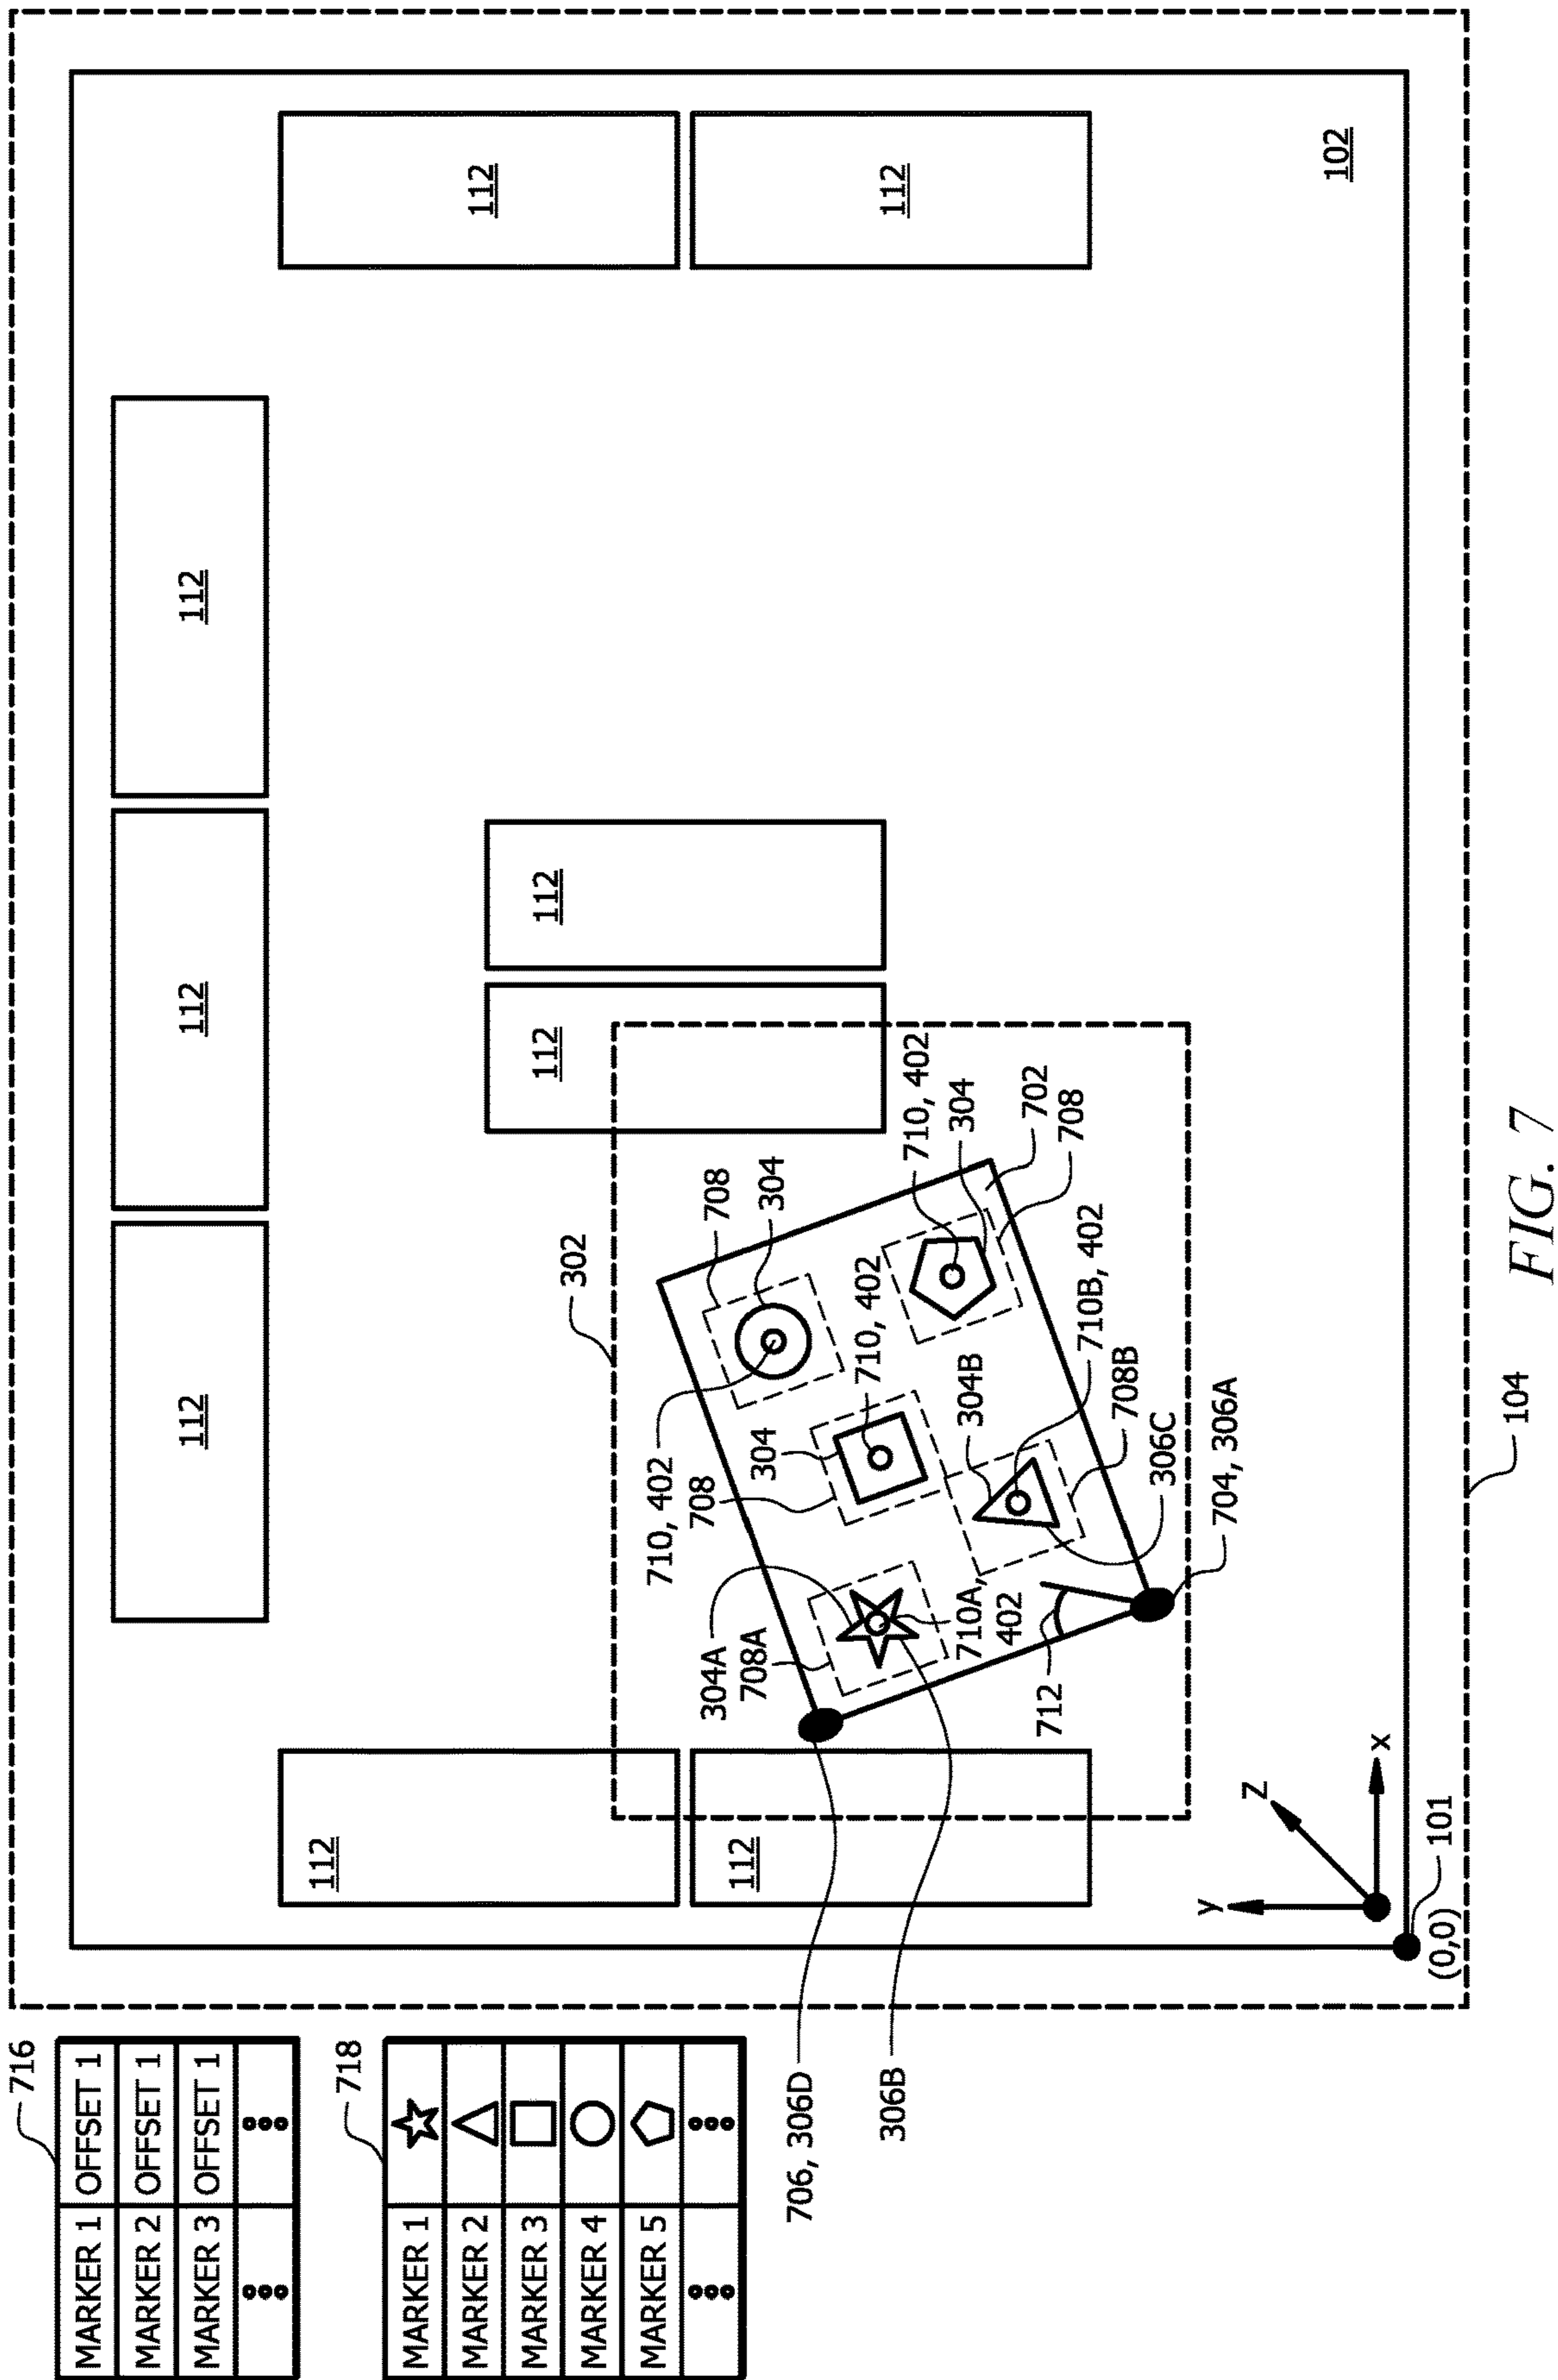 716
MARKER 1 OFFSET 1
MARKER 2 OFFSET 1
MARKER 3 OFFSET 1
718
MARKER 1
MARKER 2
MARKER 3
MARKER 4
MARKER 5
112
112
112
112
112
112
112
112
112
302
708
304
710, 402
708
304
710, 402
710, 402
304
702
708
304A
708A
710A,
402
304B
710B, 402
708B
306C
704, 306A
712
706, 306D
306B
y
Z
x
(0,0)
101
102
104
FIG. 7